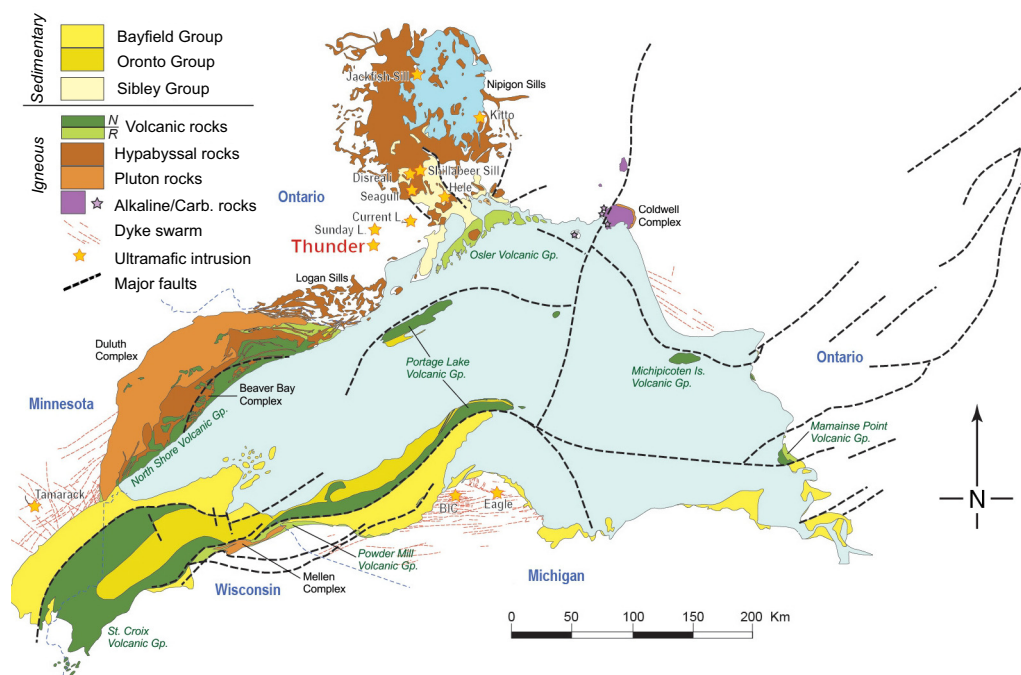 Sedimentary
Bayfield Group
Oronto Group
Sibley Group
Igneous
N
R
Volcanic rocks
Hypabyssal rocks
Pluton rocks
Alkaline/Carb. rocks
Dyke swarm
Ultramafic intrusion
Major faults
Jackfish Sill
Nipigon Sills
Kitto
Disreali
Shillabeer Sill
Seagull
Hele
Ontario
Current L.
Sunday L.
Thunder
Coldwell
Complex
Osler Volcanic Gp.
Logan Sills
Duluth
Complex
Portage Lake
Volcanic Gp.
Michipicoten Is.
Volcanic Gp.
Ontario
Beaver Bay
Complex
Minnesota
North Shore Volcanic Gp.
Mamainse Point
Volcanic Gp.
Tamarack
BIC
Eagle
N
Powder Mill
Volcanic Gp.
Mellen
Complex
Wisconsin
Michigan
St. Croix
Volcanic Gp.
0 50 100 150 200 Km